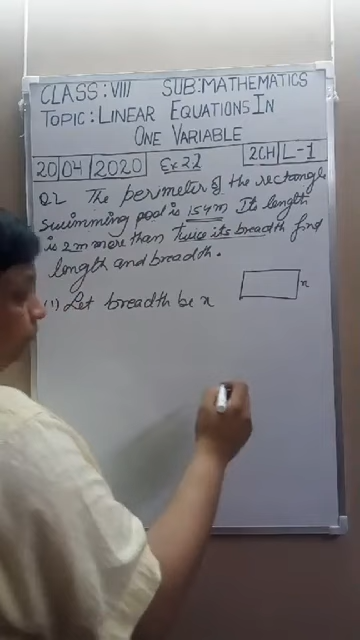 CLASS: VIII SUB: MATHEMATICS
TOPIC: LINEAR EQUATIONS IN
ONE VARIABLE
20 04 2020 Ex 2.2 2CH L-1
Q2 The perimeter of the rectangle
swimming pool is 154m Its length
is 2m more than twice its breadth find
length and breadth.
(1) Let breadth be x
x